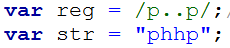 var reg = /p..p/;/
var str = "phhp";